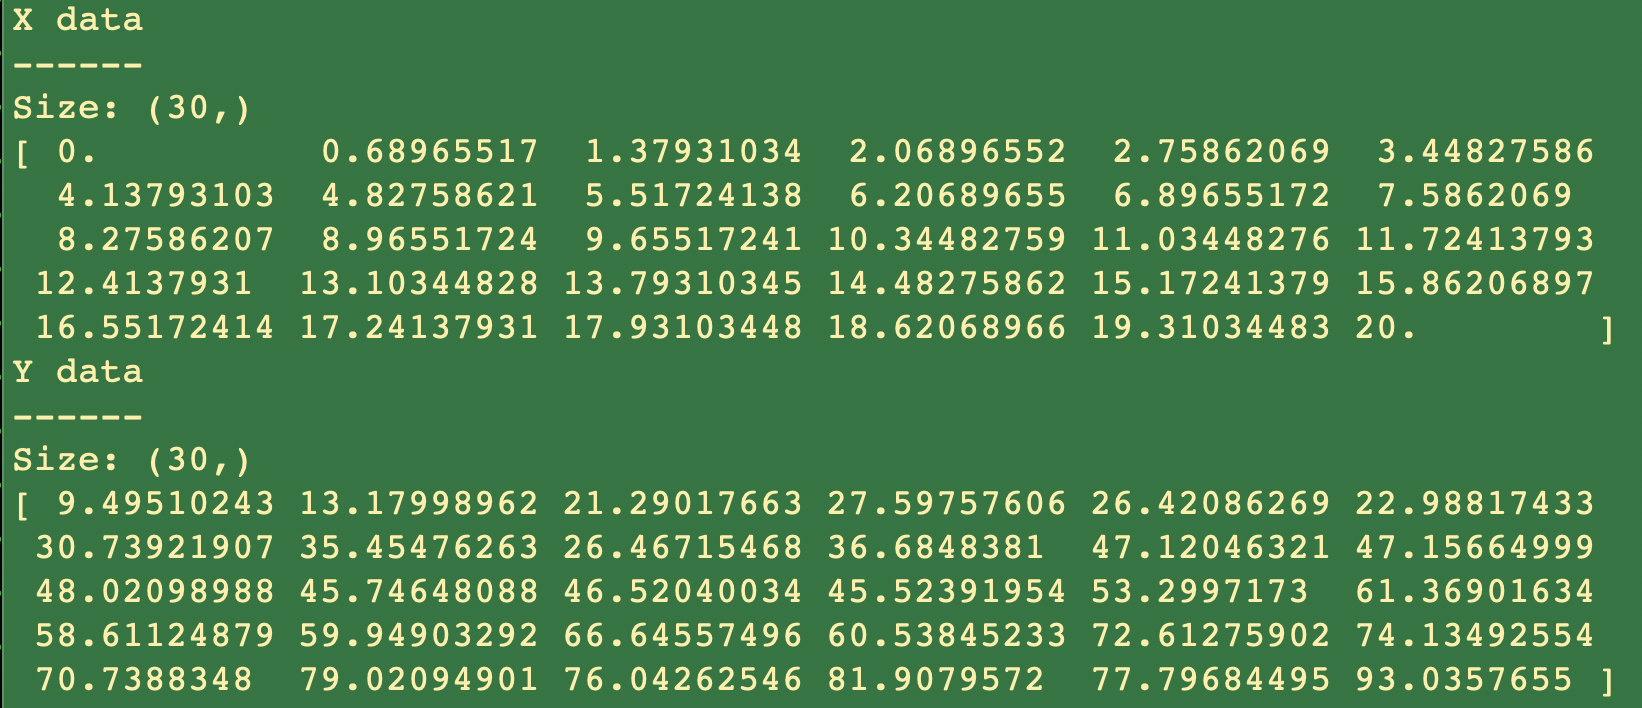 X data
------
Size: (30,)
[ 0.          0.68965517  1.37931034  2.06896552  2.75862069  3.44827586
  4.13793103  4.82758621  5.51724138  6.20689655  6.89655172  7.5862069
  8.27586207  8.96551724  9.65517241 10.34482759 11.03448276 11.72413793
 12.4137931  13.10344828 13.79310345 14.48275862 15.17241379 15.86206897
 16.55172414 17.24137931 17.93103448 18.62068966 19.31034483 20.        ]
Y data
------
Size: (30,)
[ 9.49510243 13.17998962 21.29017663 27.59757606 26.42086269 22.98817433
 30.73921907 35.45476263 26.46715468 36.6848381  47.12046321 47.15664999
 48.02098988 45.74648088 46.52040034 45.52391954 53.2997173  61.36901634
 58.61124879 59.94903292 66.64557496 60.53845233 72.61275902 74.13492554
 70.7388348  79.02094901 76.04262546 81.9079572  77.79684495 93.0357655 ]